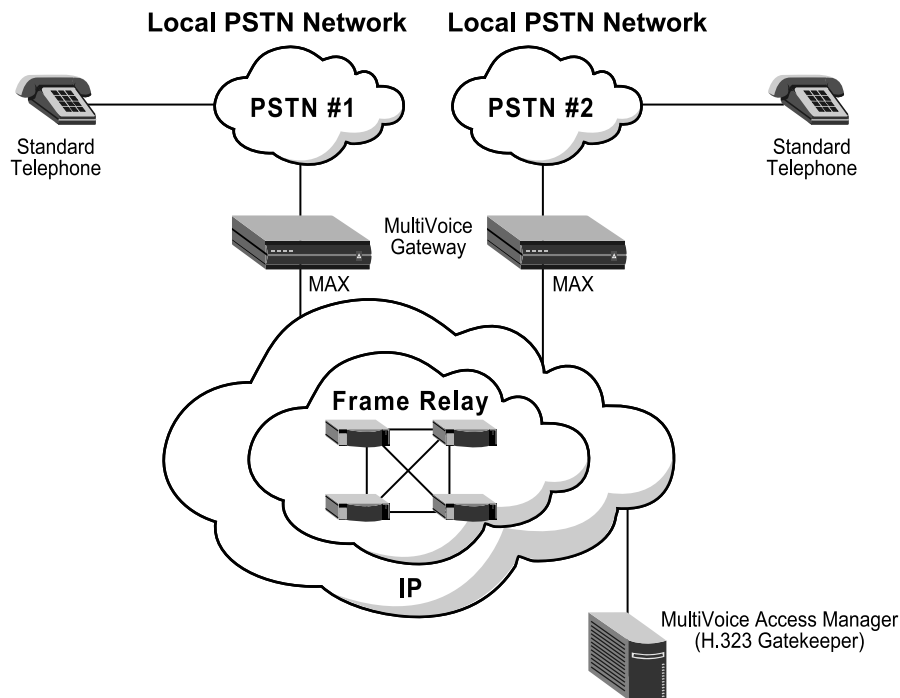 Local PSTN Network
Local PSTN Network
PSTN #1
PSTN #2
Standard
Telephone
Standard
Telephone
MultiVoice
Gateway
MAX
MAX
Frame Relay
IP
MultiVoice Access Manager
(H.323 Gatekeeper)